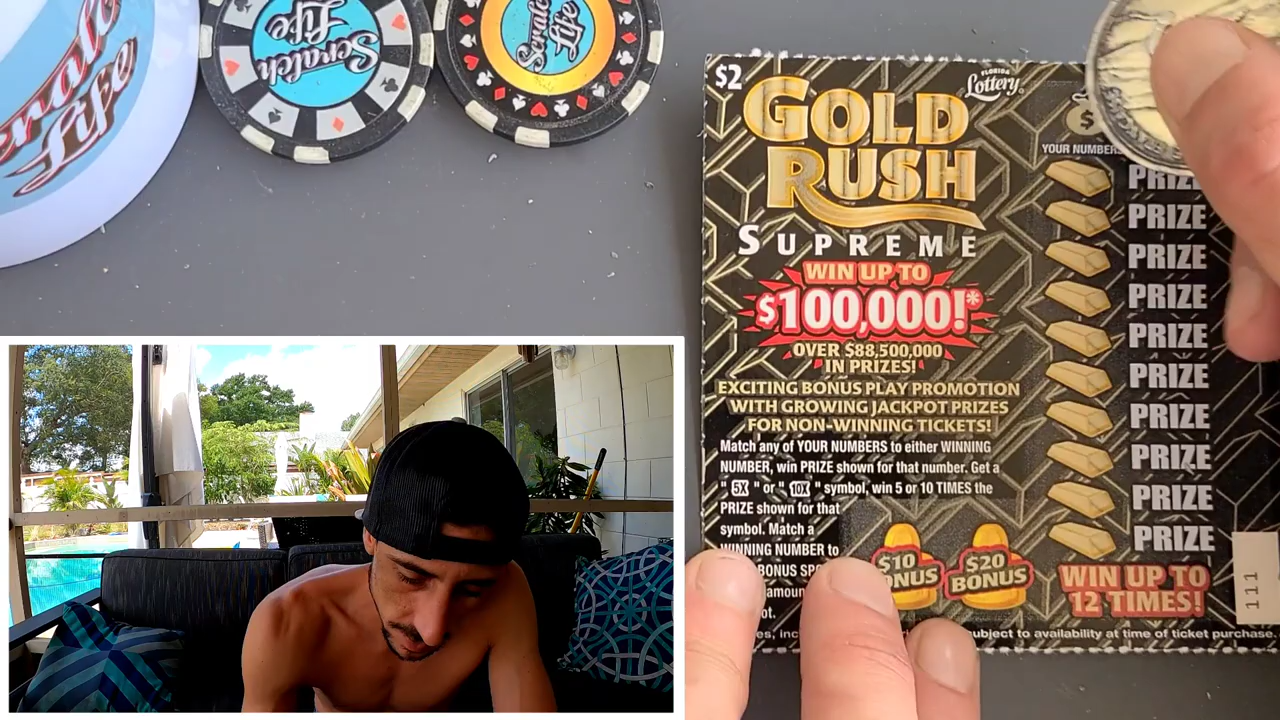 Scratch
Life
Scratch
Life
Life
$2
FLORIDA
Lottery
GOLD
RUSH
SUPREME
WIN UP TO
$100,000!*
OVER $88,500,000
IN PRIZES!
EXCITING BONUS PLAY PROMOTION
WITH GROWING JACKPOT PRIZES
FOR NON-WINNING TICKETS!
Match any of YOUR NUMBERS to either WINNING
NUMBER, win PRIZE shown for that number. Get a
" 5X " or " 10X " symbol, win 5 or 10 TIMES the
PRIZE shown for that
symbol. Match a
WINNING NUMBER to
BONUS
$
YOUR NUMBERS
PRIZE
PRIZE
PRIZE
PRIZE
PRIZE
PRIZE
PRIZE
PRIZE
PRIZE
PRIZE
$10
$20
BONUS
WIN UP TO
12 TIMES!
111
subject to availability at time of ticket purchase.